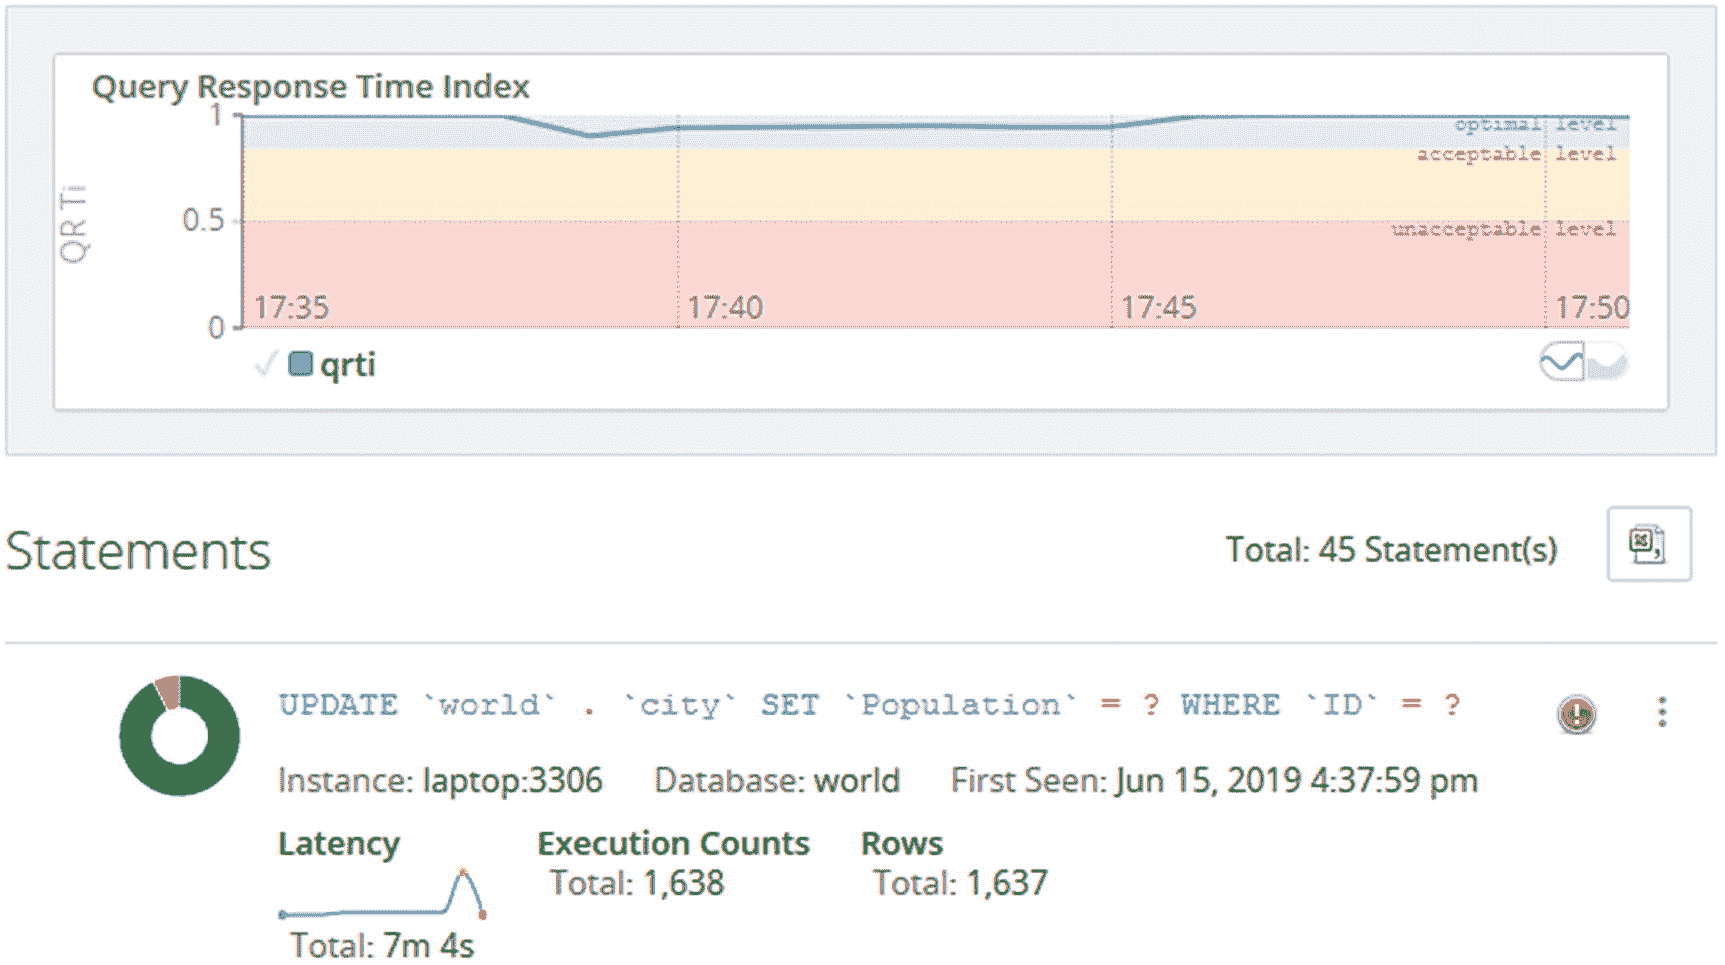 Query Response Time Index
1
optimal level
acceptable level
QRTi
0.5
unacceptable level
17:35 17:40 17:45 17:50
0
qrti
Statements Total: 45 Statement(s)
UPDATE `world` . `city` SET `Population` = ? WHERE `ID` = ?
Instance: laptop:3306 Database: world First Seen: Jun 15, 2019 4:37:59 pm
Latency Execution Counts Rows
Total: 1,638 Total: 1,637
Total: 7m 4s